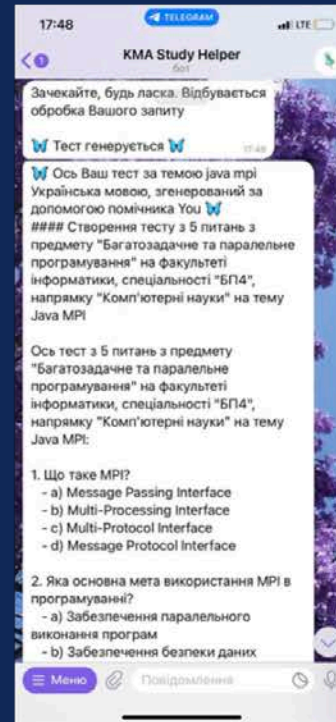 17:48
TELEGRAM
LTE
KMA Study Helper
бот
Зачекайте, будь ласка. Відбувається
обробка Вашого запиту
🦋 Тест генерується 🦋
17:48
🦋 Ось Ваш тест за темою java mpi
Українська мовою, згенерований за
допомогою помічника You 🦋
#### Створення тесту з 5 питань з
предмету "Багатозадачне та паралельне
програмування" на факультеті
інформатики, спеціальності "БП4",
напрямку "Комп'ютерні науки" на тему
Java MPI
Ось тест з 5 питань з предмету
"Багатозадачне та паралельне
програмування" на факультеті
інформатики, спеціальності "БП4",
напрямку "Комп'ютерні науки" на тему
Java MPI:
1. Що таке MPI?
- a) Message Passing Interface
- b) Multi-Processing Interface
- c) Multi-Protocol Interface
- d) Message Protocol Interface
2. Яка основна мета використання MPI в
програмуванні?
- a) Забезпечення паралельного
виконання програм
- b) Забезпечення безпеки даних
Меню
Повідомлення